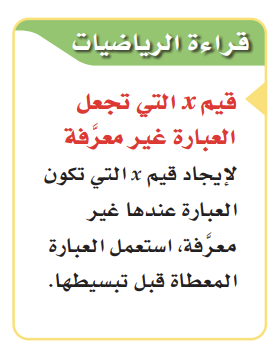 قراءة الرياضيات
قيم x التي تجعل
العبارة غير معرَّفة
لإيجاد قيم x التي تكون
العبارة عندها غير
معرَّفة، استعمل العبارة
المعطاة قبل تبسيطها.